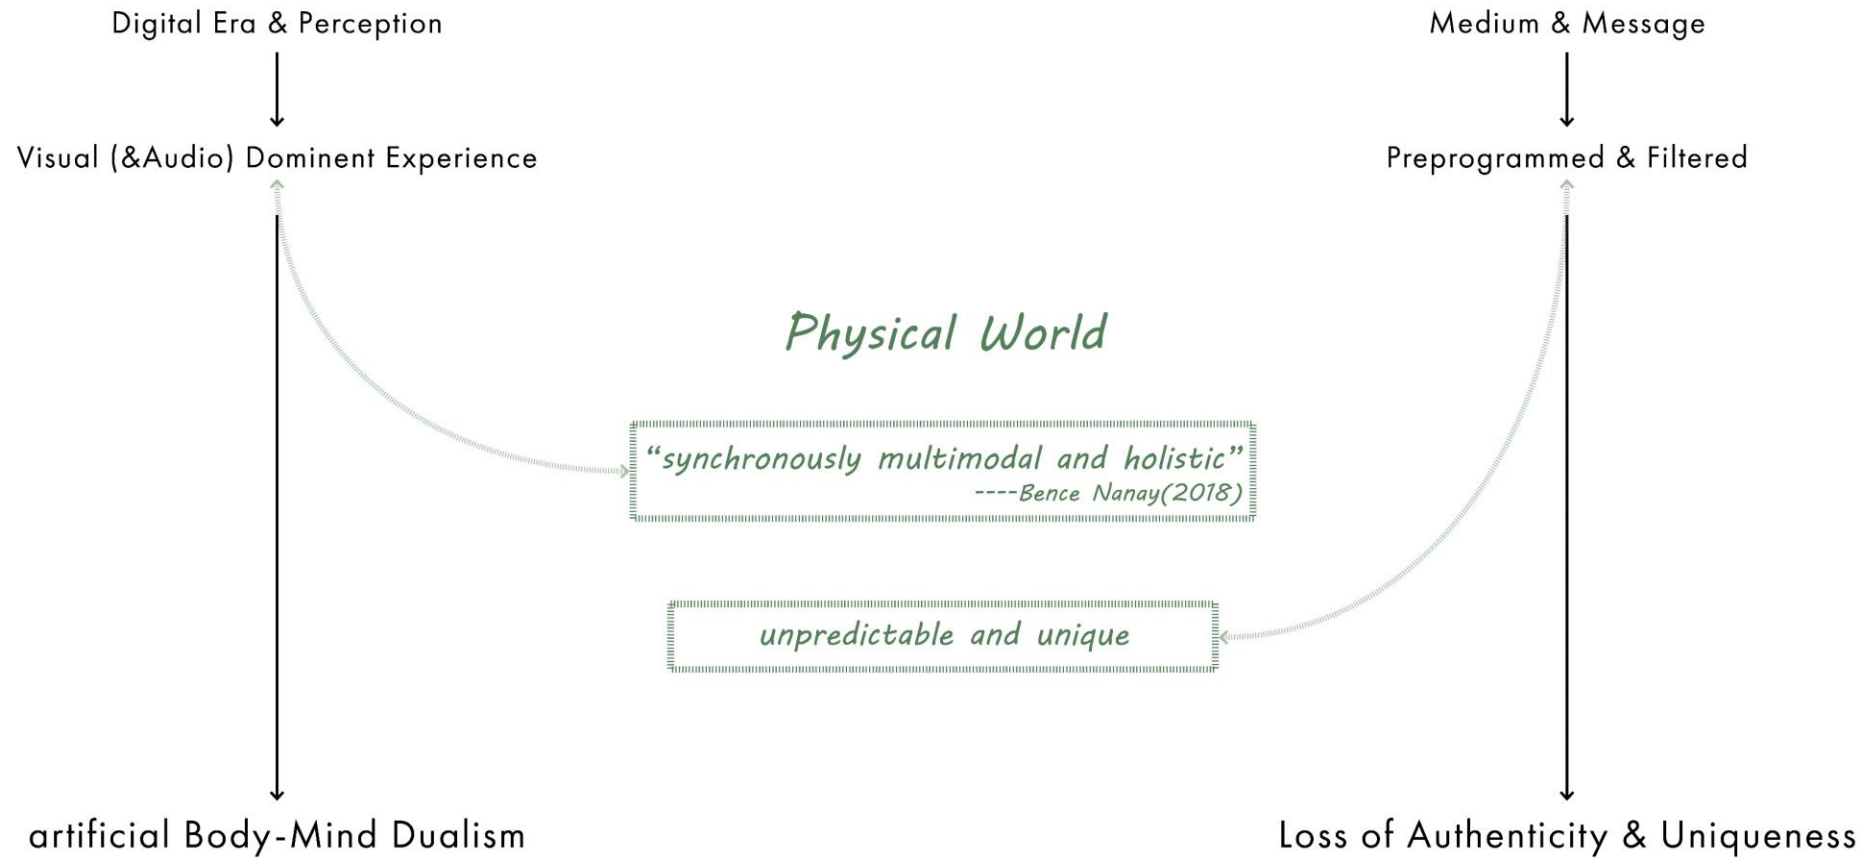 Digital Era & Perception
Medium & Message
Visual (&Audio) Dominent Experience
Preprogrammed & Filtered
Physical World
“synchronously multimodal and holistic”
----Bence Nanay(2018)
unpredictable and unique
artificial Body-Mind Dualism
Loss of Authenticity & Uniqueness